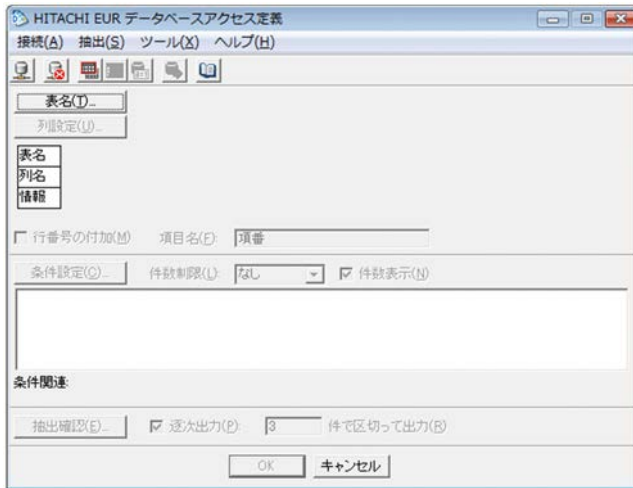 HITACHI EUR データベースアクセス定義
接続(A) 抽出(S) ツール(X) ヘルプ(H)
表名(T)...
列設定(U)...
表名
列名
情報
行番号の付加(M) 項目名(F): 項番
条件設定(C)... 件数制限(L): なし 件数表示(N)
条件関連:
抽出確認(E)... 逐次出力(P): 3 件で区切って出力(R)
OK キャンセル